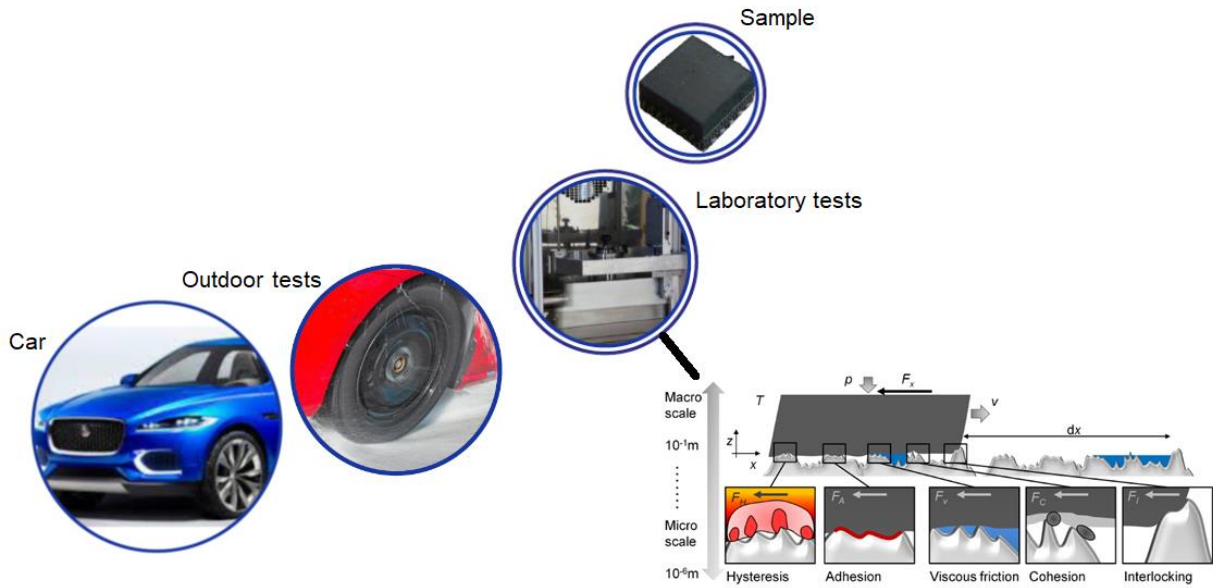 Sample
Laboratory tests
Outdoor tests
Car
Macro
scale
10⁻¹m
Micro
scale
10⁻⁶m
p
Fₓ
T
v
z
x
dx
F_H
F_A
F_v
F_C
F_I
Hysteresis
Adhesion
Viscous friction
Cohesion
Interlocking